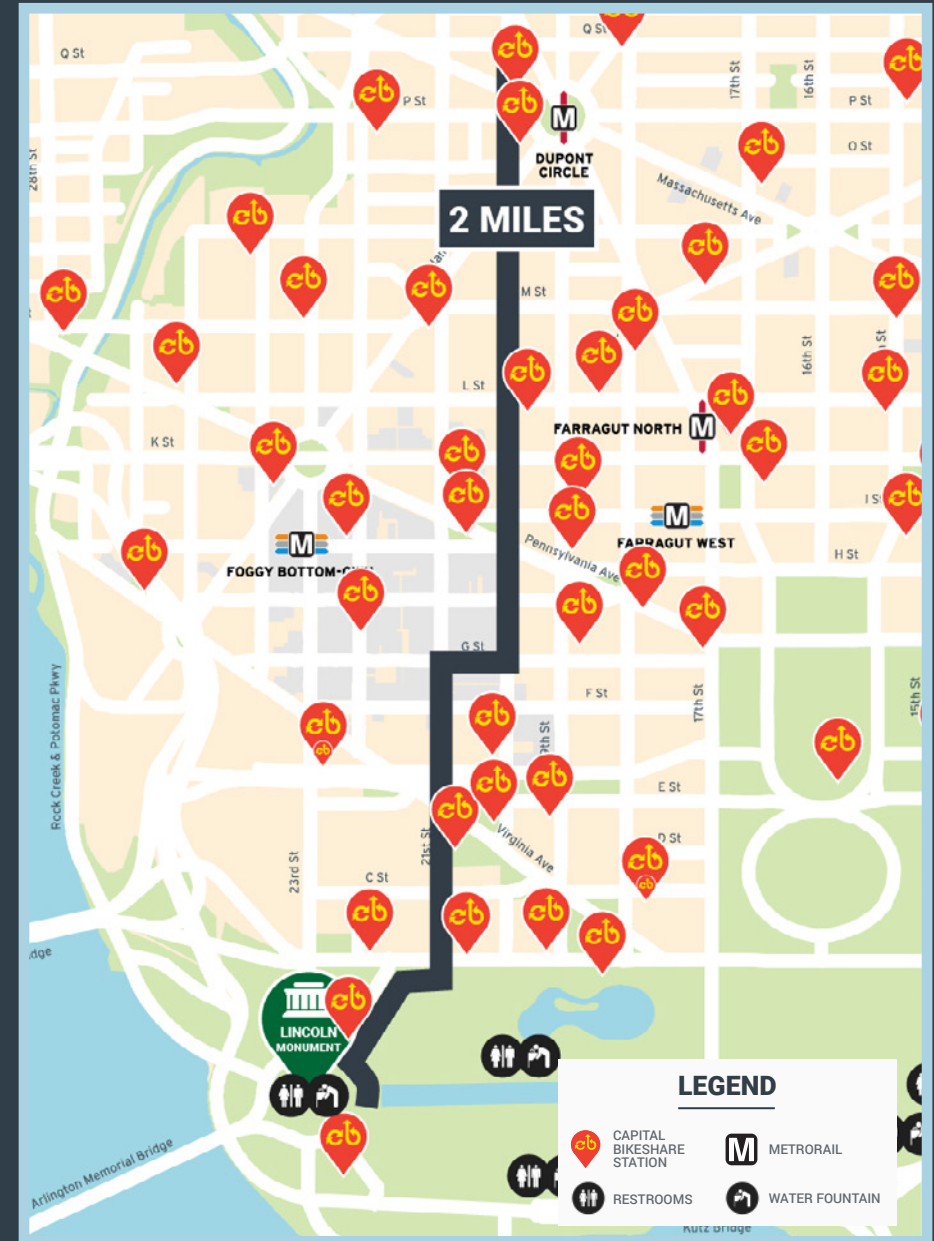 Q St
Q St
P St
17th St
16th St
P St
O St
28th St
DUPONT
CIRCLE
Massachusetts Ave
2 MILES
M St
16th St
St
L St
K St
FARRAGUT NORTH
I St
FARRAGUT WEST
Pennsylvania Ave
H St
FOGGY BOTTOM-
G St
F St
17th St
15th St
Rock Creek & Potomac Pkwy
E St
Virginia Ave
D St
21st St
23rd St
C St
LINCOLN
MONUMENT
Arlington Memorial Bridge
LEGEND
CAPITAL
BIKESHARE
STATION
METRORAIL
RESTROOMS
WATER FOUNTAIN
Kutz Bridge